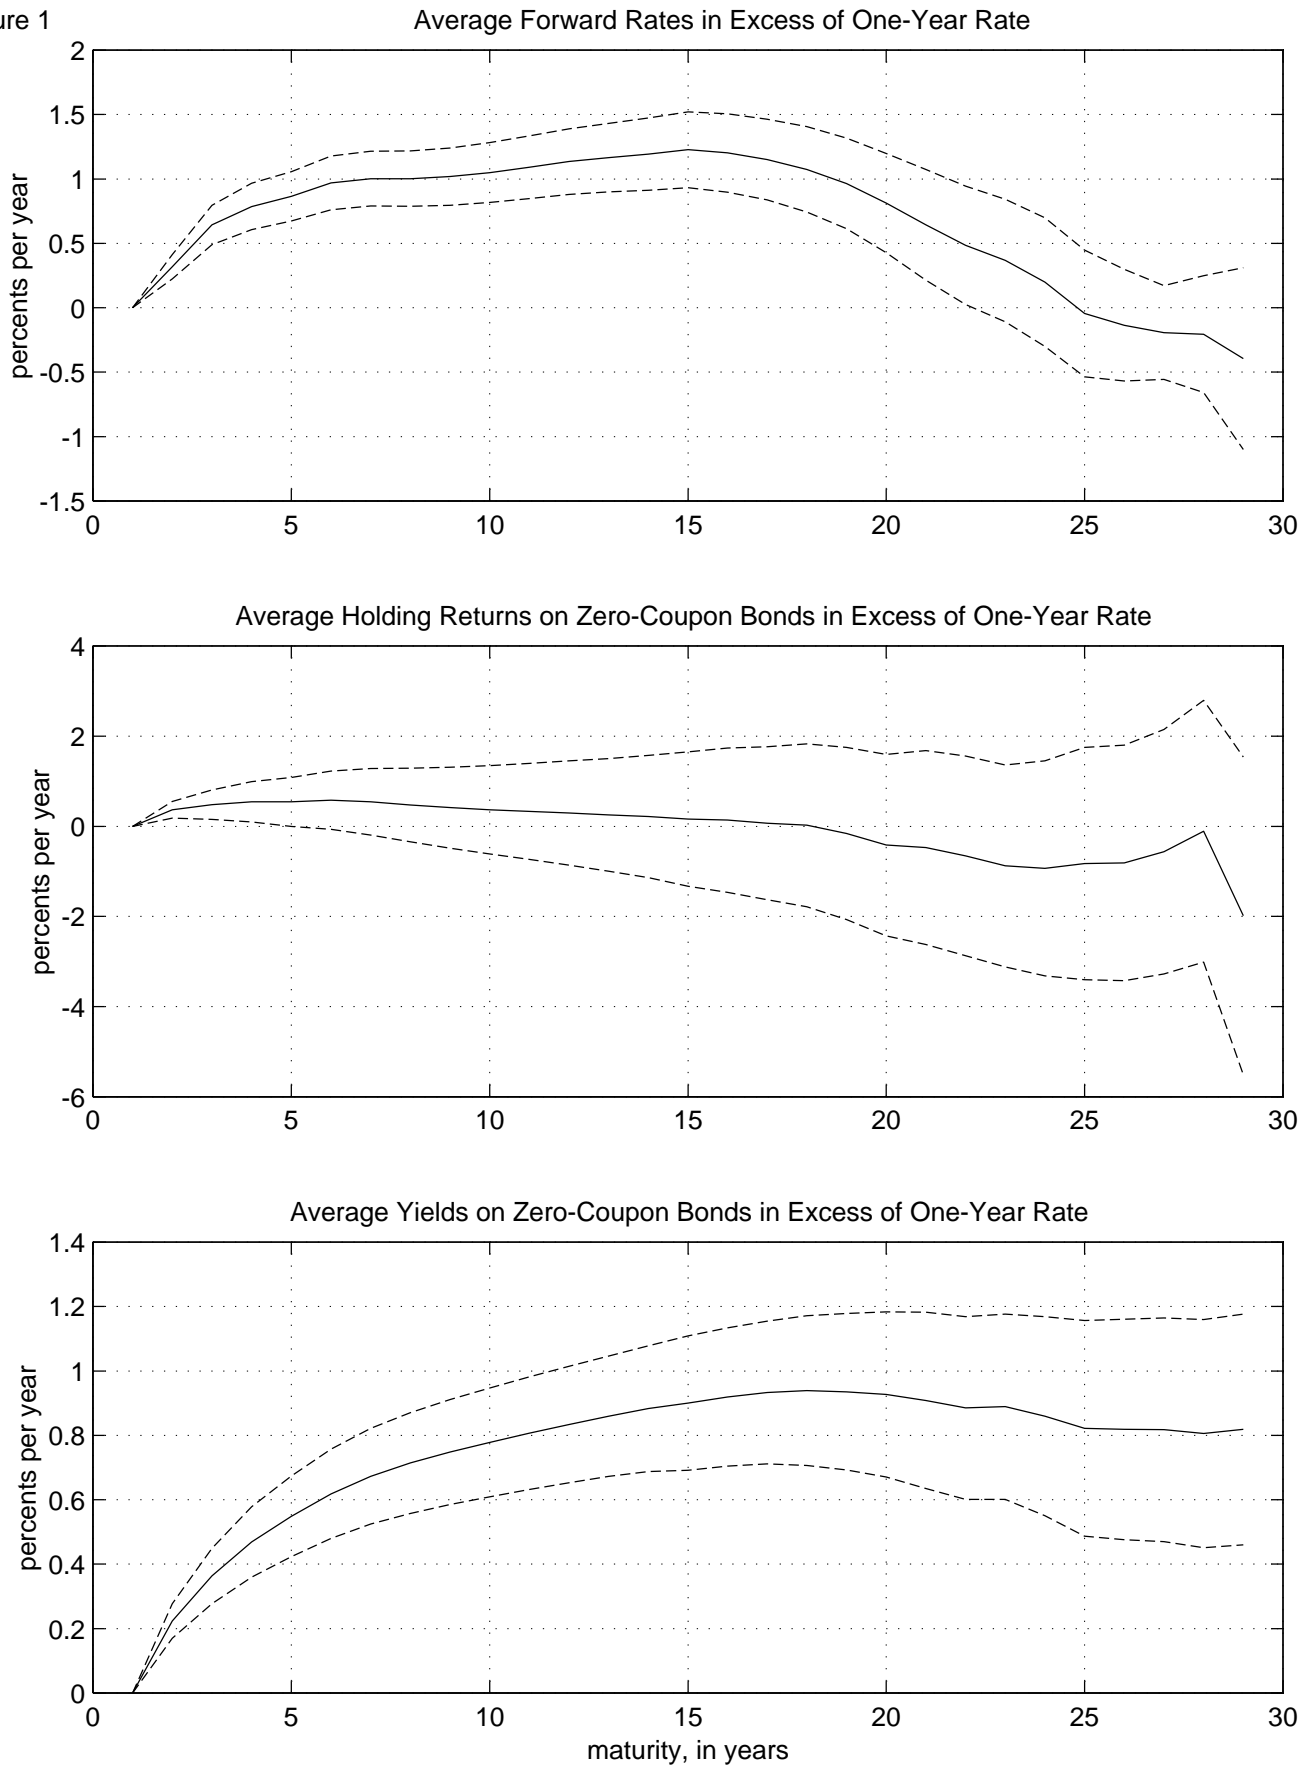 ure 1
Average Forward Rates in Excess of One-Year Rate
2
1.5
1
0.5
0
-0.5
-1
-1.5
percents per year
0 5 10 15 20 25 30
Average Holding Returns on Zero-Coupon Bonds in Excess of One-Year Rate
4
2
0
-2
-4
-6
percents per year
0 5 10 15 20 25 30
Average Yields on Zero-Coupon Bonds in Excess of One-Year Rate
1.4
1.2
1
0.8
0.6
0.4
0.2
0
percents per year
0 5 10 15 20 25 30
maturity, in years